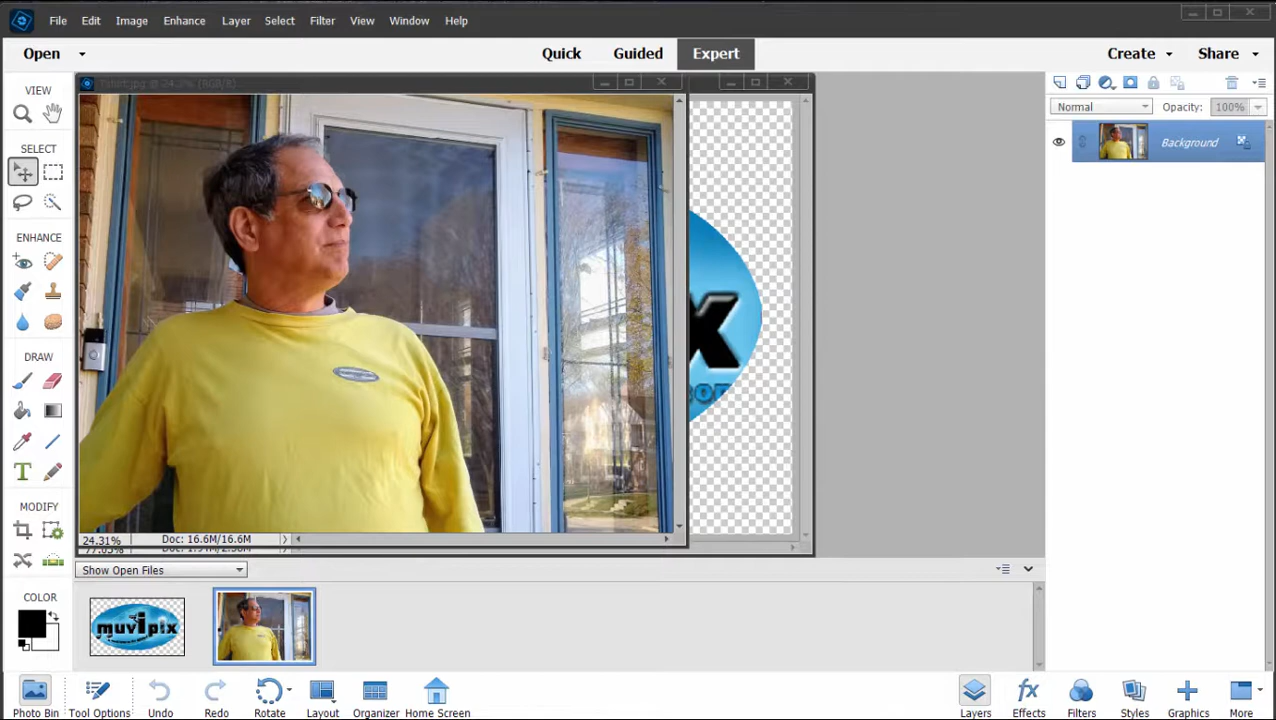 File Edit Image Enhance Layer Select Filter View Window Help
Open Quick Guided Expert Create Share
VIEW
SELECT
ENHANCE
DRAW
MODIFY
COLOR
Normal Opacity: 100%
Background
x
24.31% Doc: 16.6M/16.6M
Show Open Files
muvipix
Photo Bin Tool Options Undo Redo Rotate Layout Organizer Home Screen Layers Effects Filters Styles Graphics More